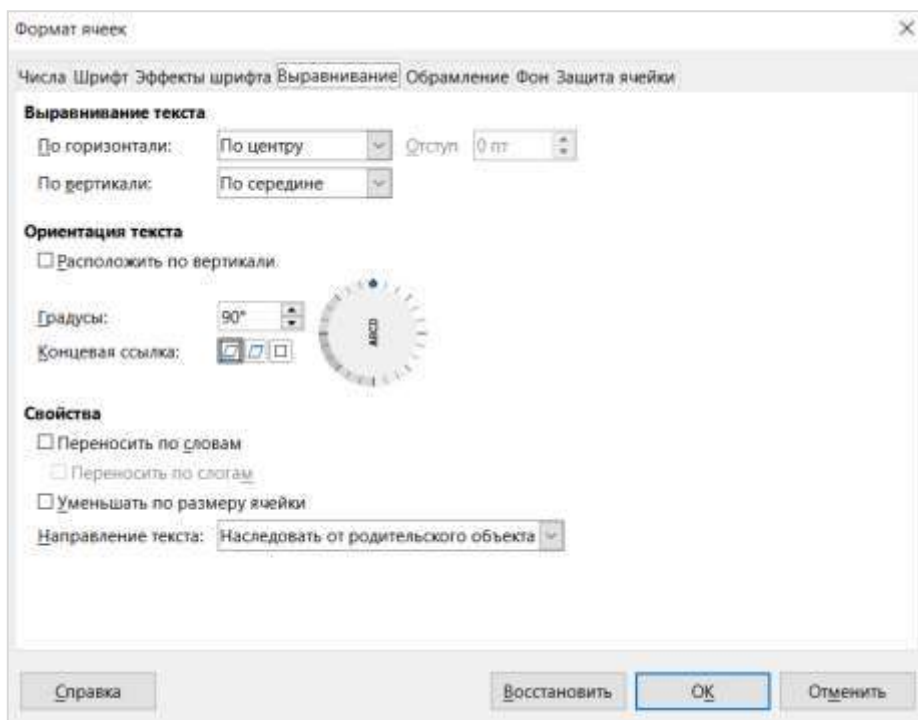 Формат ячеек
Числа Шрифт Эффекты шрифта Выравнивание Обрамление Фон Защита ячейки
Выравнивание текста
По горизонтали: По центру Отступ 0 пт
По вертикали: По середине
Ориентация текста
Расположить по вертикали
Градусы: 90°
ABCD
Концевая ссылка:
Свойства
Переносить по словам
Переносить по слогам
Уменьшать по размеру ячейки
Направление текста: Наследовать от родительского объекта
Справка Восстановить ОК Отменить